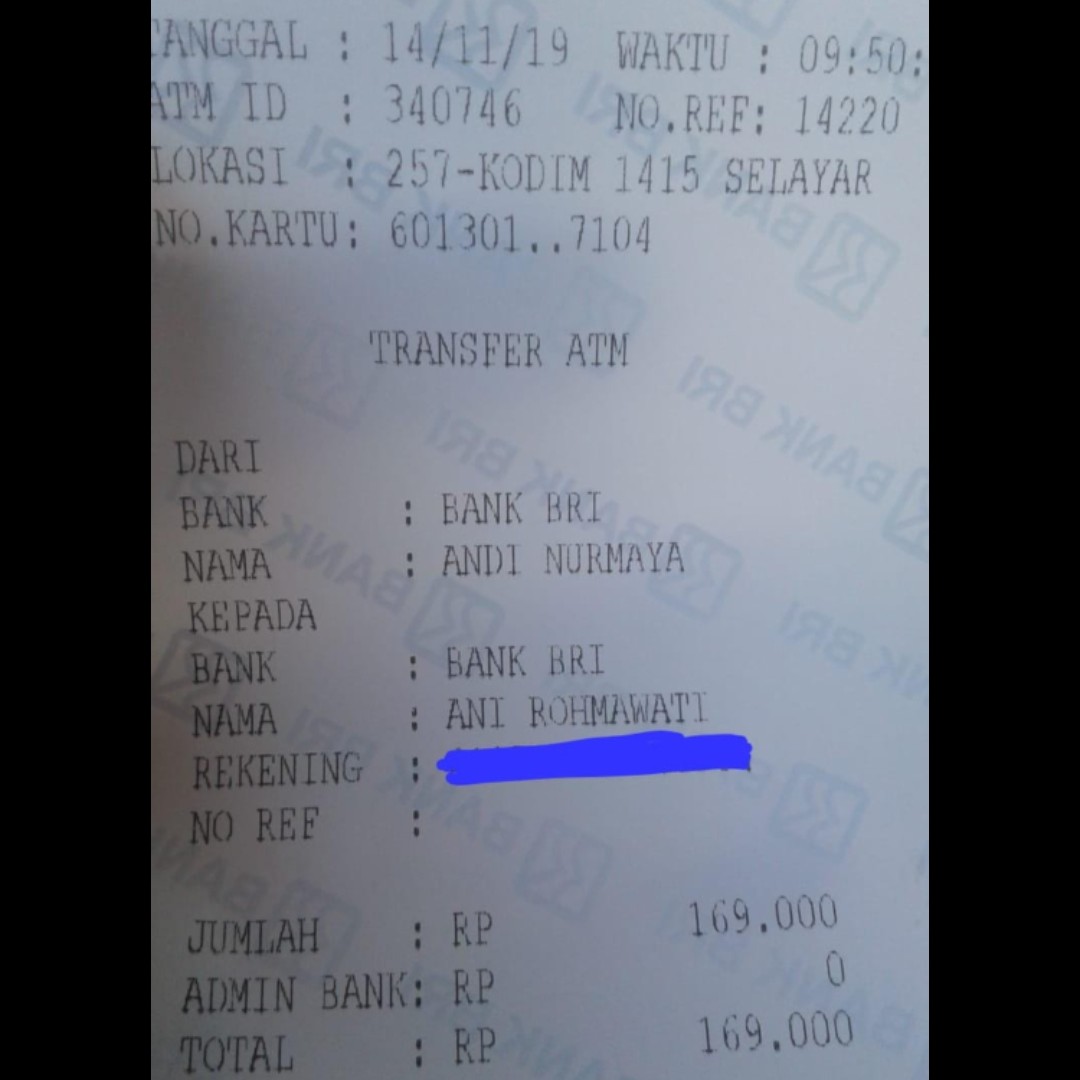 TANGGAL : 14/11/19 WAKTU : 09:50:
ATM ID : 340746 NO.REF: 14220
LOKASI : 257-KODIM 1415 SELAYAR
NO.KARTU: 601301..7104
TRANSFER ATM
DARI
BANK : BANK BRI
NAMA : ANDI NURMAYA
KEPADA
BANK : BANK BRI
NAMA : ANI ROHMAWATI
REKENING :
NO REF :
JUMLAH : RP 169.000
ADMIN BANK: RP 0
TOTAL : RP 169.000